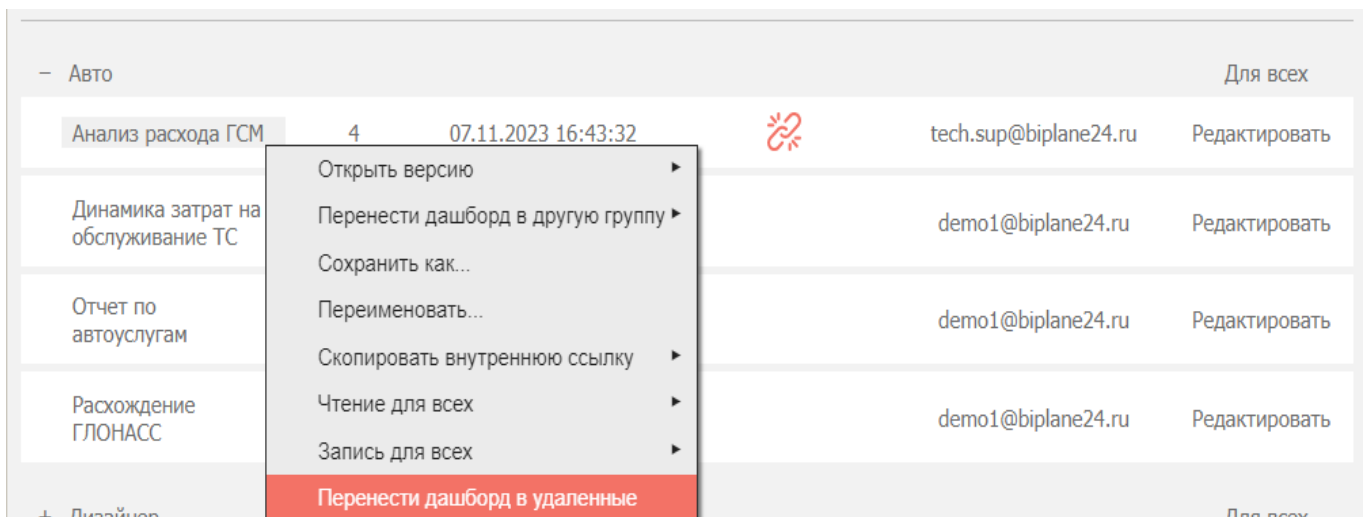 − Авто Для всех
Анализ расхода ГСМ 4 07.11.2023 16:43:32 tech.sup@biplane24.ru Редактировать
Открыть версию
Перенести дашборд в другую группу
Сохранить как...
Переименовать...
Скопировать внутреннюю ссылку
Чтение для всех
Запись для всех
Перенести дашборд в удаленные
Динамика затрат на
обслуживание ТС
demo1@biplane24.ru Редактировать
Отчет по
автоуслугам
demo1@biplane24.ru Редактировать
Расхождение
ГЛОНАСС
demo1@biplane24.ru Редактировать
+ Дизайнер Для всех